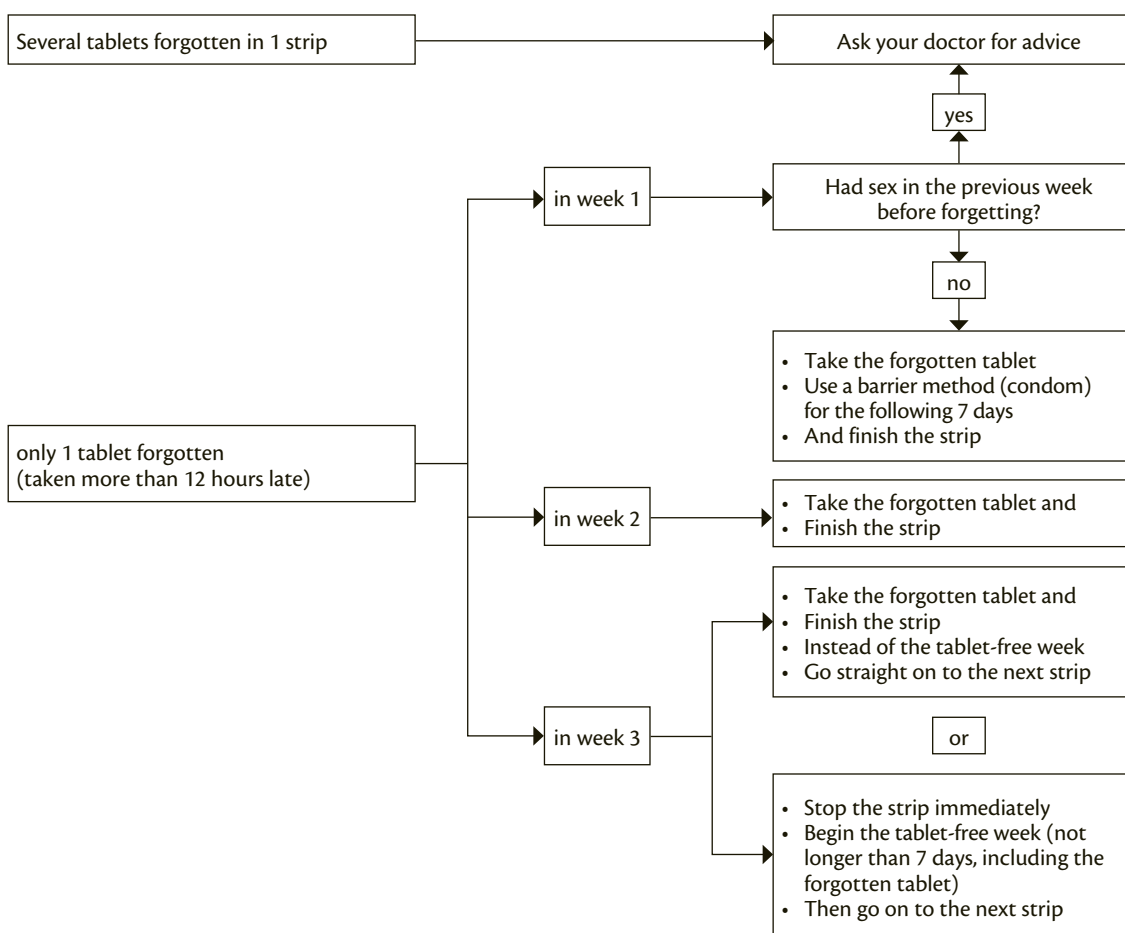 Several tablets forgotten in 1 strip
Ask your doctor for advice
yes
in week 1
Had sex in the previous week
before forgetting?
no
• Take the forgotten tablet
• Use a barrier method (condom)
for the following 7 days
• And finish the strip
only 1 tablet forgotten
(taken more than 12 hours late)
in week 2
• Take the forgotten tablet and
• Finish the strip
• Take the forgotten tablet and
• Finish the strip
• Instead of the tablet-free week
• Go straight on to the next strip
in week 3
or
• Stop the strip immediately
• Begin the tablet-free week (not
longer than 7 days, including the
forgotten tablet)
• Then go on to the next strip